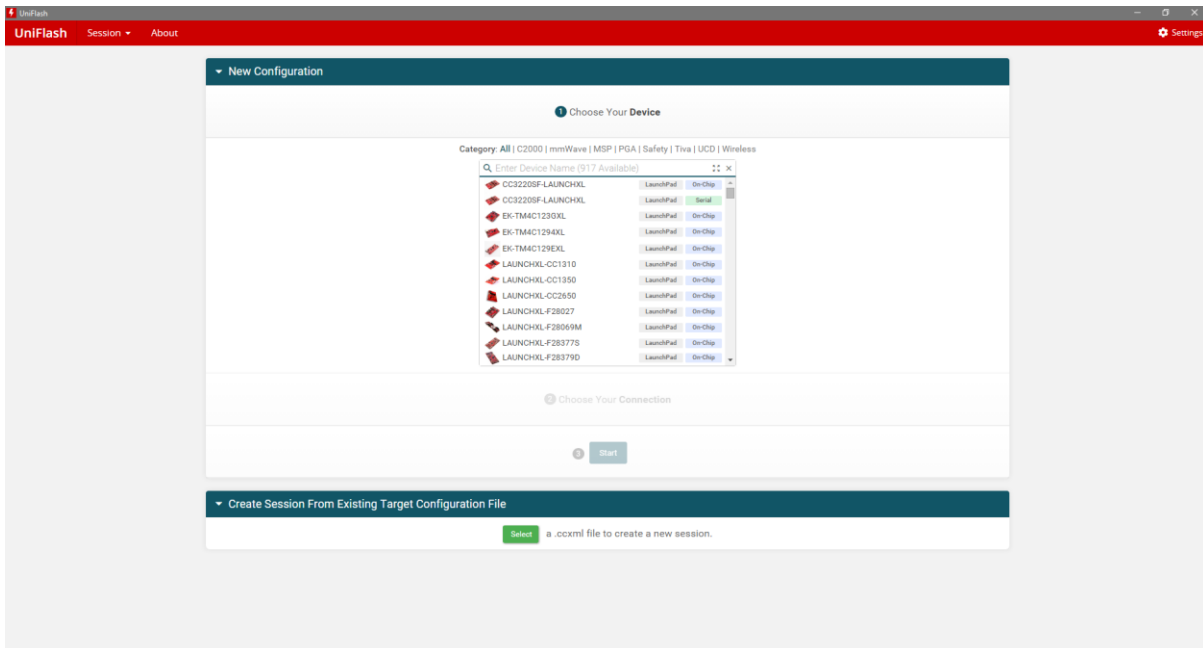 UniFlash
UniFlash Session About Settings
New Configuration
1 Choose Your Device
Category: All | C2000 | mmWave | MSP | PGA | Safety | Tiva | UCD | Wireless
Enter Device Name (917 Available)
CC3220SF-LAUNCHXL LaunchPad On-Chip
CC3220SF-LAUNCHXL LaunchPad Serial
EK-TM4C123GXL LaunchPad On-Chip
EK-TM4C1294XL LaunchPad On-Chip
EK-TM4C129EXL LaunchPad On-Chip
LAUNCHXL-CC1310 LaunchPad On-Chip
LAUNCHXL-CC1350 LaunchPad On-Chip
LAUNCHXL-CC2650 LaunchPad On-Chip
LAUNCHXL-F28027 LaunchPad On-Chip
LAUNCHXL-F28069M LaunchPad On-Chip
LAUNCHXL-F28377S LaunchPad On-Chip
LAUNCHXL-F28379D LaunchPad On-Chip
2 Choose Your Connection
3 Start
Create Session From Existing Target Configuration File
Select a .ccxml file to create a new session.